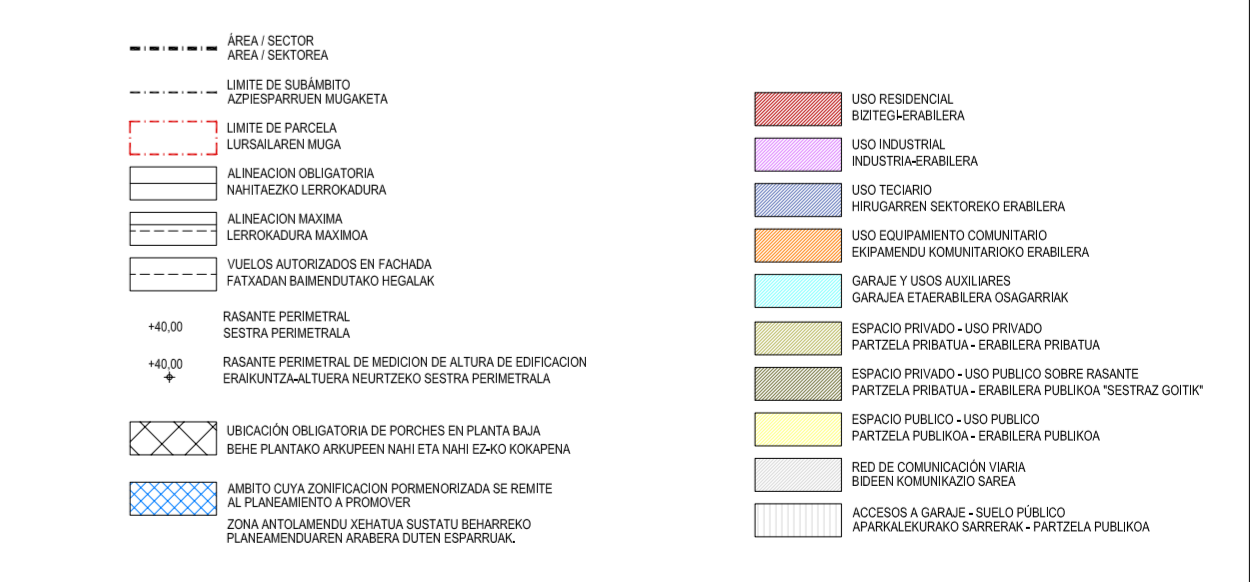 ÁREA / SECTOR
AREA / SEKTOREA
LIMITE DE SUBÁMBITO
AZPIESPARRUEN MUGAKETA
LIMITE DE PARCELA
LURSAILAREN MUGA
ALINEACION OBLIGATORIA
NAHITAEZKO LERROKADURA
ALINEACION MAXIMA
LERROKADURA MAXIMOA
VUELOS AUTORIZADOS EN FACHADA
FATXADAN BAIMENDUTAKO HEGALAK
+40,00
RASANTE PERIMETRAL
SESTRA PERIMETRALA
+40,00
RASANTE PERIMETRAL DE MEDICION DE ALTURA DE EDIFICACION
ERAIKUNTZA-ALTUERA NEURTZEKO SESTRA PERIMETRALA
UBICACIÓN OBLIGATORIA DE PORCHES EN PLANTA BAJA
BEHE PLANTAKO ARKUPEEN NAHI ETA NAHI EZ-KO KOKAPENA
AMBITO CUYA ZONIFICACION PORMENORIZADA SE REMITE
AL PLANEAMIENTO A PROMOVER
ZONA ANTOLAMENDU XEHATUA SUSTATU BEHARREKO
PLANEAMENDUAREN ARABERA DUTEN ESPARRUAK.
USO RESIDENCIAL
BIZITEGI-ERABILERA
USO INDUSTRIAL
INDUSTRIA-ERABILERA
USO TECIARIO
HIRUGARREN SEKTOREKO ERABILERA
USO EQUIPAMIENTO COMUNITARIO
EKIPAMENDU KOMUNITARIOKO ERABILERA
GARAJE Y USOS AUXILIARES
GARAJEA ETAERABILERA OSAGARRIAK
ESPACIO PRIVADO - USO PRIVADO
PARTZELA PRIBATUA - ERABILERA PRIBATUA
ESPACIO PRIVADO - USO PUBLICO SOBRE RASANTE
PARTZELA PRIBATUA - ERABILERA PUBLIKOA "SESTRAZ GOITIK"
ESPACIO PUBLICO - USO PUBLICO
PARTZELA PUBLIKOA - ERABILERA PUBLIKOA
RED DE COMUNICACIÓN VIARIA
BIDEEN KOMUNIKAZIO SAREA
ACCESOS A GARAJE - SUELO PÚBLICO
APARKALEKURAKO SARRERAK - PARTZELA PUBLIKOA